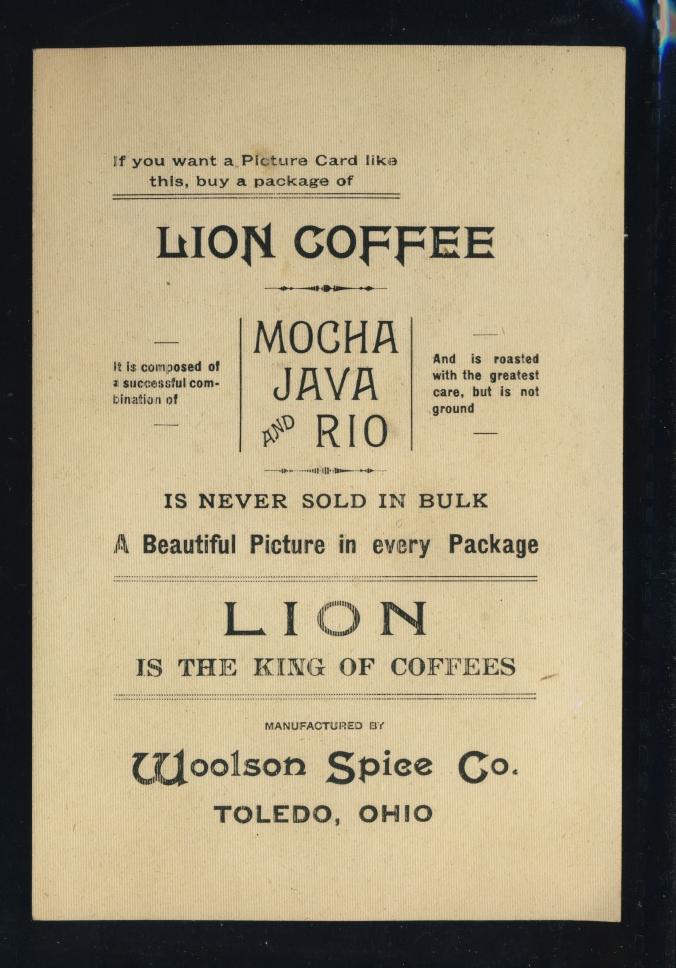 If you want a Picture Card like
this, buy a package of
LION COFFEE
It is composed of
a successful com-
bination of
MOCHA
JAVA
AND RIO
And is roasted
with the greatest
care, but is not
ground
IS NEVER SOLD IN BULK
A Beautiful Picture in every Package
LION
IS THE KING OF COFFEES
MANUFACTURED BY
Woolson Spice Co.
TOLEDO, OHIO